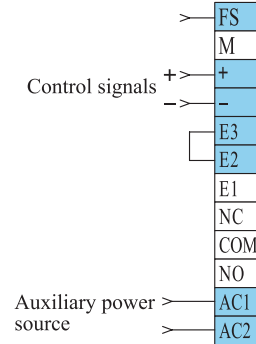 FS
M
Control signals + +
− −
E3
E2
E1
NC
COM
NO
Auxiliary power AC1
source AC2